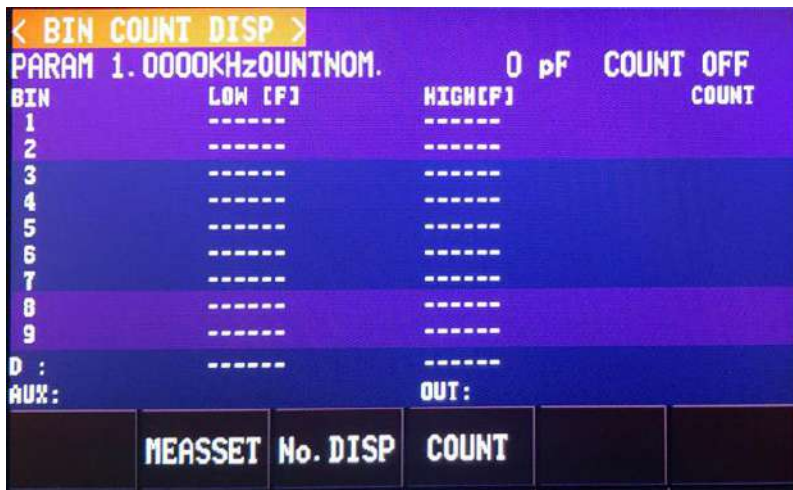 < BIN COUNT DISP >
PARAM 1.0000KHzOUNTNOM. 0 pF COUNT OFF
BIN LOW [F] HIGH[F] COUNT
1 ------ ------
2 ------ ------
3 ------ ------
4 ------ ------
5 ------ ------
6 ------ ------
7 ------ ------
8 ------ ------
9 ------ ------
D : ------ ------
AUX: OUT:
MEASSET No.DISP COUNT